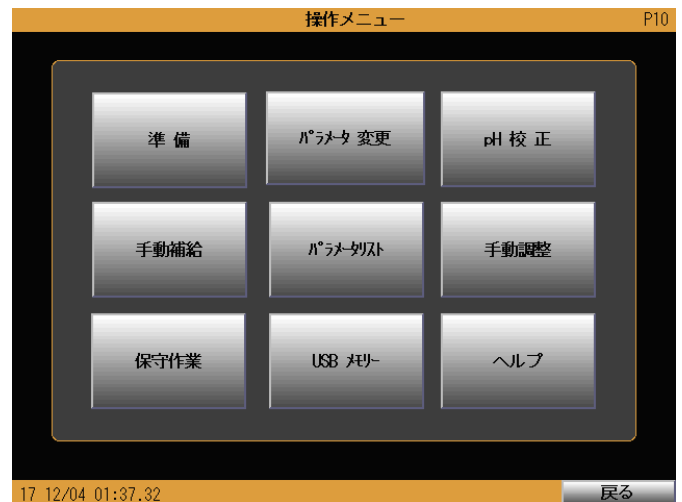 操作メニュー P10
準 備 ﾊﾟﾗﾒｰﾀ 変更 pH 校 正
手動補給 ﾊﾟﾗﾒｰﾀﾘｽﾄ 手動調整
保守作業 USB ﾒﾓﾘｰ ヘルプ
17 12/04 01:37.32 戻る